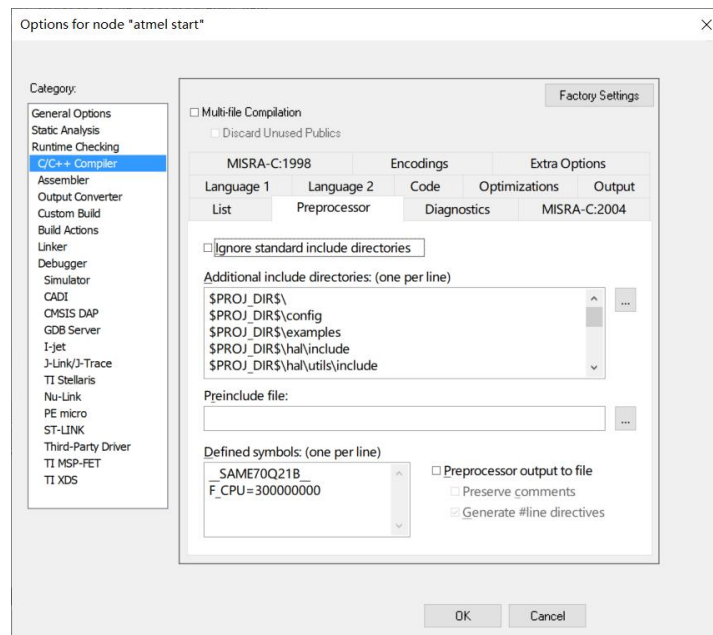 Options for node "atmel start"
Category:
General Options
Static Analysis
Runtime Checking
C/C++ Compiler
Assembler
Output Converter
Custom Build
Build Actions
Linker
Debugger
Simulator
CADI
CMSIS DAP
GDB Server
I-jet
J-Link/J-Trace
TI Stellaris
Nu-Link
PE micro
ST-LINK
Third-Party Driver
TI MSP-FET
TI XDS
Factory Settings
Multi-file Compilation
Discard Unused Publics
MISRA-C:1998 Encodings Extra Options
Language 1 Language 2 Code Optimizations Output
List Preprocessor Diagnostics MISRA-C:2004
Ignore standard include directories
Additional include directories: (one per line)
$PROJ_DIR$\
$PROJ_DIR$\config
$PROJ_DIR$\examples
$PROJ_DIR$\hal\include
$PROJ_DIR$\hal\utils\include
...
Preinclude file:
...
Defined symbols: (one per line)
__SAME70Q21B__
F_CPU=300000000
Preprocessor output to file
Preserve comments
Generate #line directives
OK Cancel